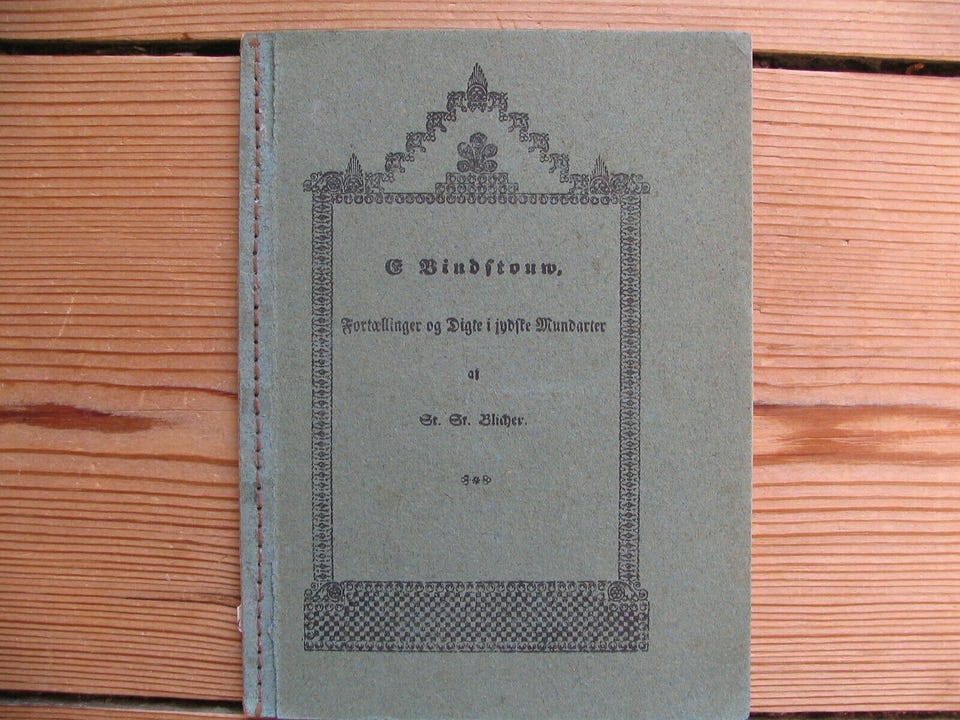 E Bindstouw,
Fortællinger og Digte i jydske Mundarter
af
St. St. Blicher.